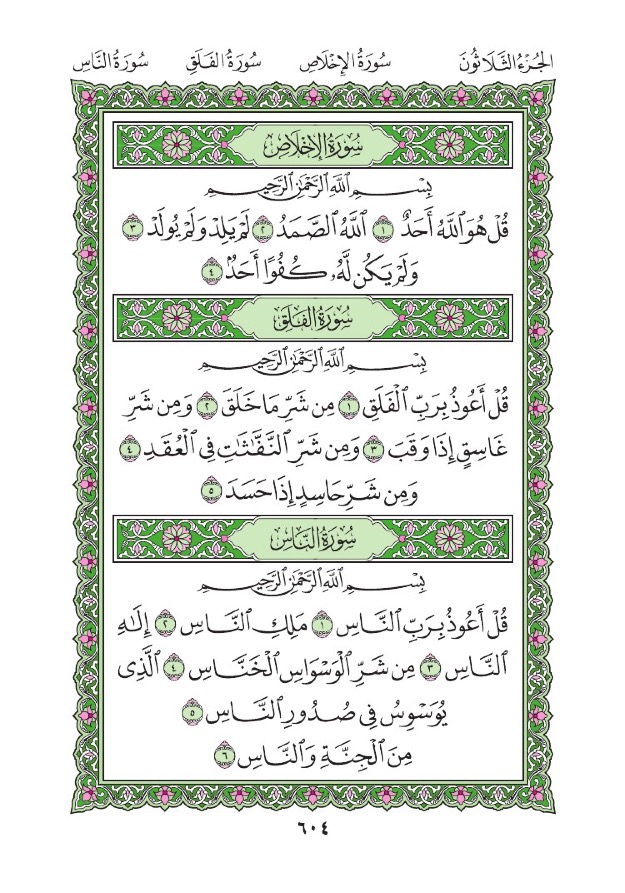 الجُزْءُ الثَّلَاثُونَ سُورَةُ الإِخْلَاصِ سُورَةُ الفَلَقِ سُورَةُ النَّاسِ
سُورَةُ الإِخْلَاصِ
بِسْمِ ٱللَّهِ ٱلرَّحْمَٰنِ ٱلرَّحِيمِ
قُلْ هُوَ ٱللَّهُ أَحَدٌ ١ ٱللَّهُ ٱلصَّمَدُ ٢ لَمْ يَلِدْ وَلَمْ يُولَدْ ٣
وَلَمْ يَكُن لَّهُۥ كُفُوًا أَحَدٌۢ ٤
سُورَةُ الفَلَقِ
بِسْمِ ٱللَّهِ ٱلرَّحْمَٰنِ ٱلرَّحِيمِ
قُلْ أَعُوذُ بِرَبِّ ٱلْفَلَقِ ١ مِن شَرِّ مَا خَلَقَ ٢ وَمِن شَرِّ
غَاسِقٍ إِذَا وَقَبَ ٣ وَمِن شَرِّ ٱلنَّفَّٰثَٰتِ فِى ٱلْعُقَدِ ٤
وَمِن شَرِّ حَاسِدٍ إِذَا حَسَدَ ٥
سُورَةُ النَّاسِ
بِسْمِ ٱللَّهِ ٱلرَّحْمَٰنِ ٱلرَّحِيمِ
قُلْ أَعُوذُ بِرَبِّ ٱلنَّاسِ ١ مَلِكِ ٱلنَّاسِ ٢ إِلَٰهِ
ٱلنَّاسِ ٣ مِن شَرِّ ٱلْوَسْوَاسِ ٱلْخَنَّاسِ ٤ ٱلَّذِى
يُوَسْوِسُ فِى صُدُورِ ٱلنَّاسِ ٥
مِنَ ٱلْجِنَّةِ وَٱلنَّاسِ ٦
٦٠٤